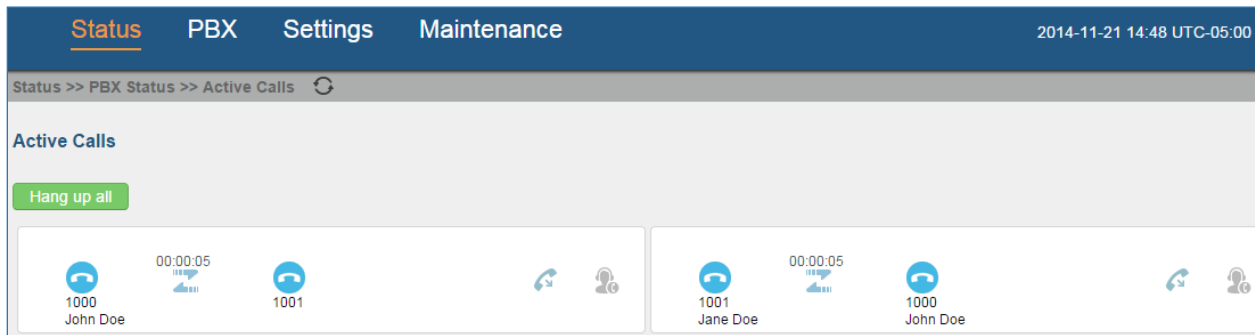 Status PBX Settings Maintenance 2014-11-21 14:48 UTC-05:00
Status >> PBX Status >> Active Calls
Active Calls
Hang up all
00:00:05
1000 1001
John Doe
00:00:05
1001 1000
Jane Doe John Doe